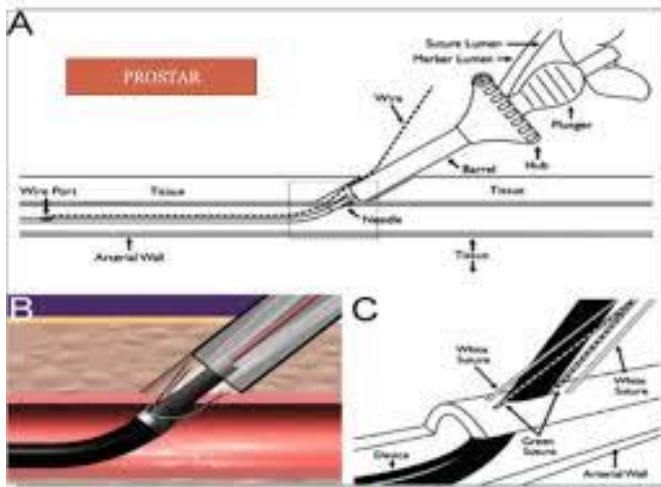 A
PROSTAR
Suture Lumen
Marker Lumen
Wire
Plunger
Hub
Barrel
Wire Port
Tissue
Tissue
Needle
Arterial Wall
Tissue
B
C
White
Suture
White
Suture
Green
Suture
Device
Arterial Wall